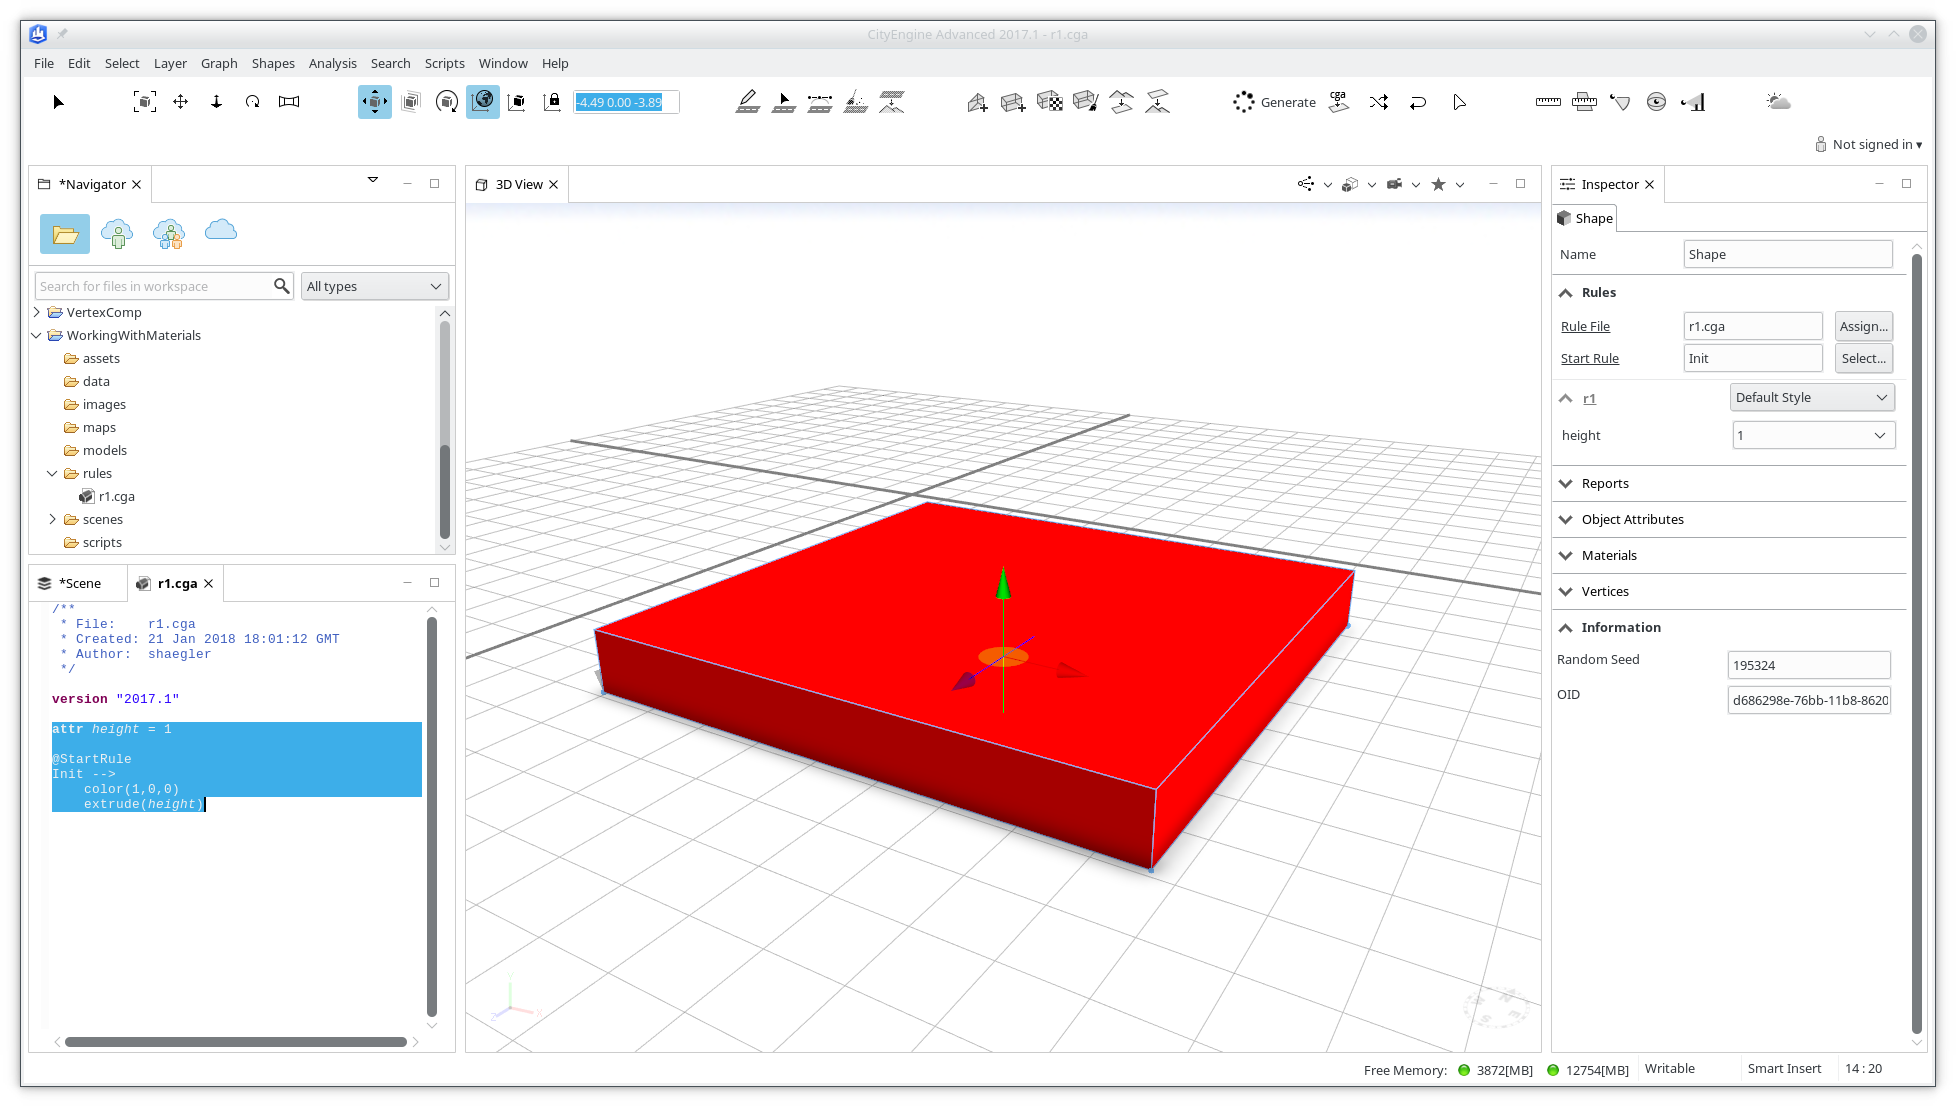 CityEngine Advanced 2017.1 - r1.cga
File Edit Select Layer Graph Shapes Analysis Search Scripts Window Help
-4.49 0.00 -3.89
Generate
cga
Not signed in ▾
*Navigator
Search for files in workspace
All types
VertexComp
WorkingWithMaterials
assets
data
images
maps
models
rules
r1.cga
scenes
scripts
*Scene
r1.cga
/**
* File: r1.cga
* Created: 21 Jan 2018 18:01:12 GMT
* Author: shaegler
*/
version "2017.1"
attr height = 1
@StartRule
Init -->
color(1,0,0)
extrude(height)
3D View
Y
X
Z
N
E
S
W
Inspector
Shape
Name Shape
Rules
Rule File r1.cga Assign...
Start Rule Init Select...
r1 Default Style
height 1
Reports
Object Attributes
Materials
Vertices
Information
Random Seed 195324
OID d686298e-76bb-11b8-8620
Free Memory: 3872[MB] 12754[MB] Writable Smart Insert 14 : 20